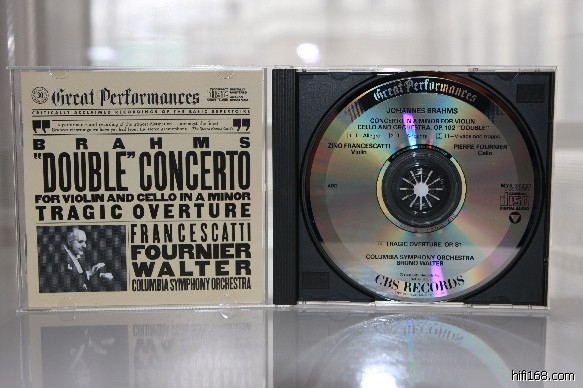 Great Performances
CRITICALLY ACCLAIMED RECORDINGS OF THE BASIC REPERTOIRE
BRAHMS
"DOUBLE" CONCERTO
FOR VIOLIN AND CELLO IN A MINOR
TRAGIC OVERTURE
FRANCESCATTI
FOURNIER
WALTER
COLUMBIA SYMPHONY ORCHESTRA
Great Performances
JOHANNES BRAHMS
CONCERTO IN A MINOR FOR VIOLIN,
CELLO AND ORCHESTRA, OP. 102 "DOUBLE"
ZINO FRANCESCATTI
Violin
PIERRE FOURNIER
Cello
ADD
DIGITAL AUDIO
TRAGIC OVERTURE, OP. 81
COLUMBIA SYMPHONY ORCHESTRA
BRUNO WALTER
CBS RECORDS
hifi168.com